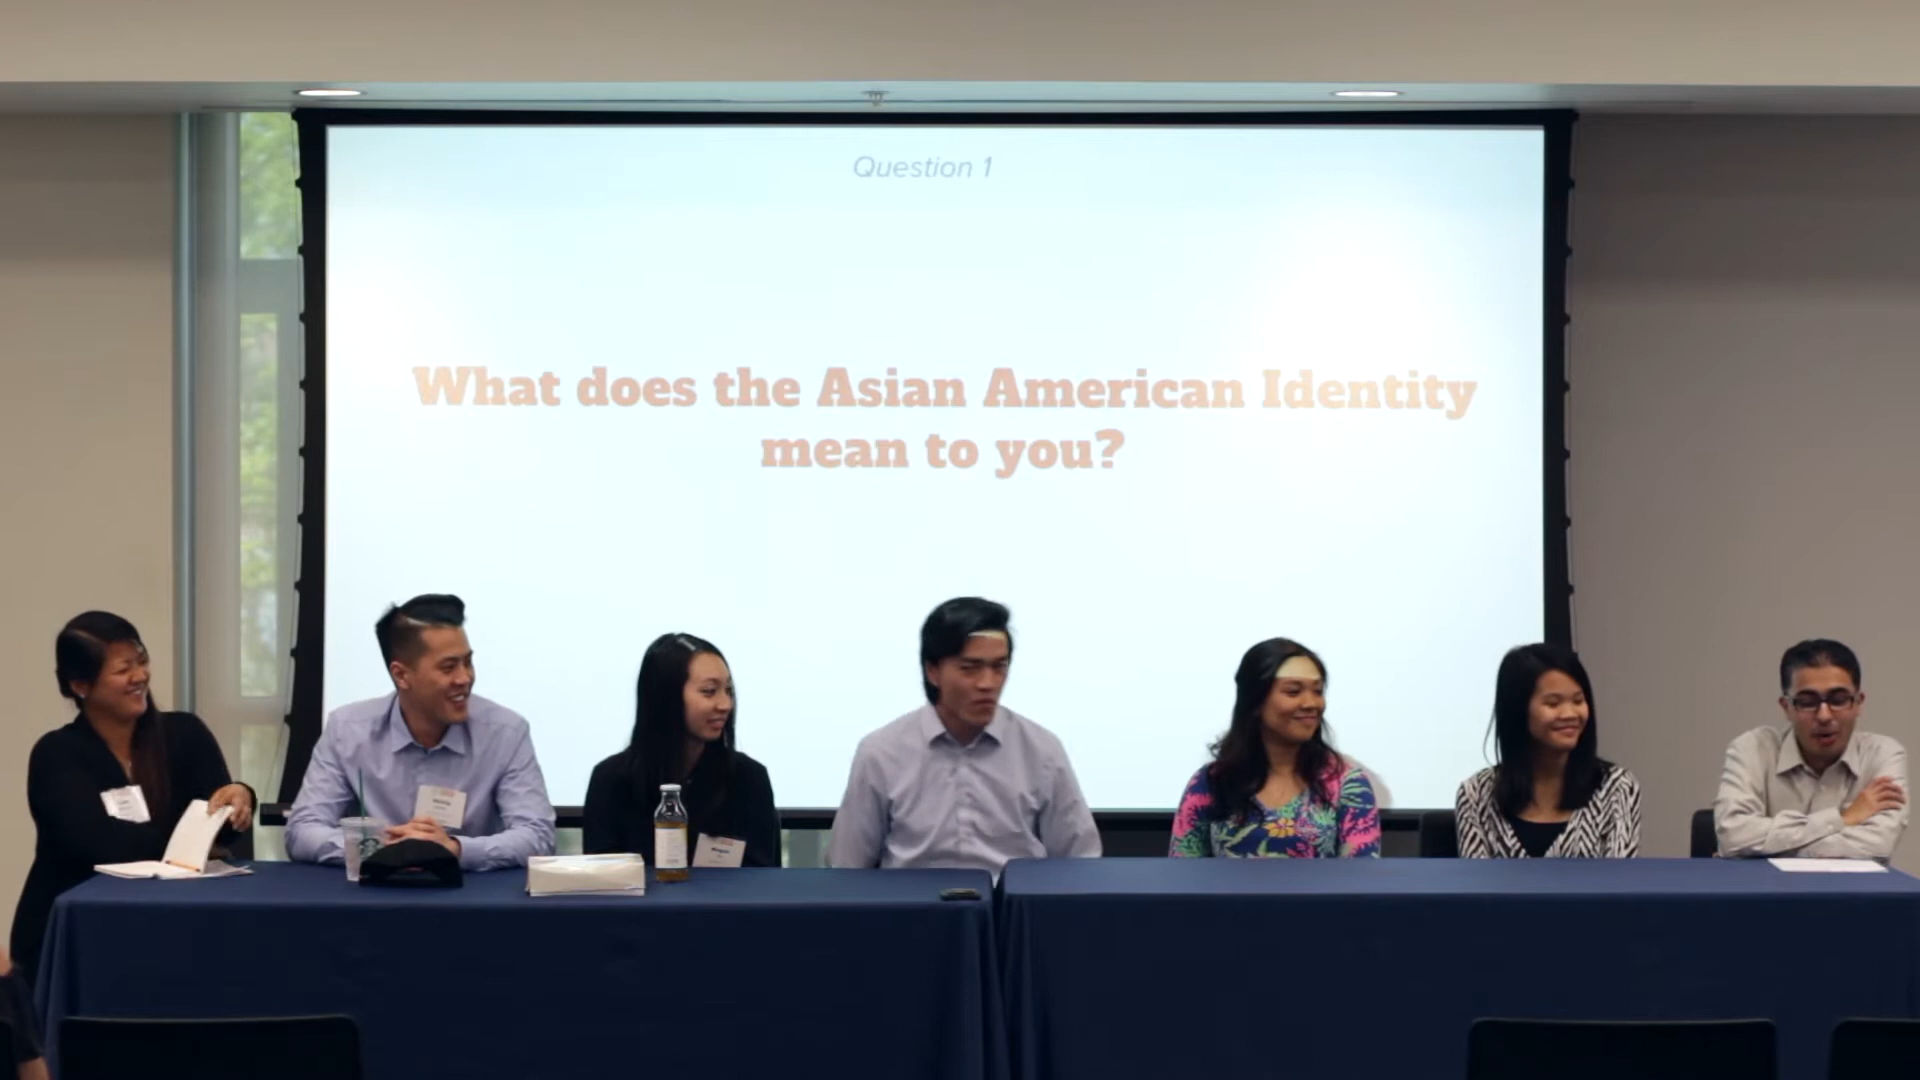 Question 1
What does the Asian American Identity
mean to you?